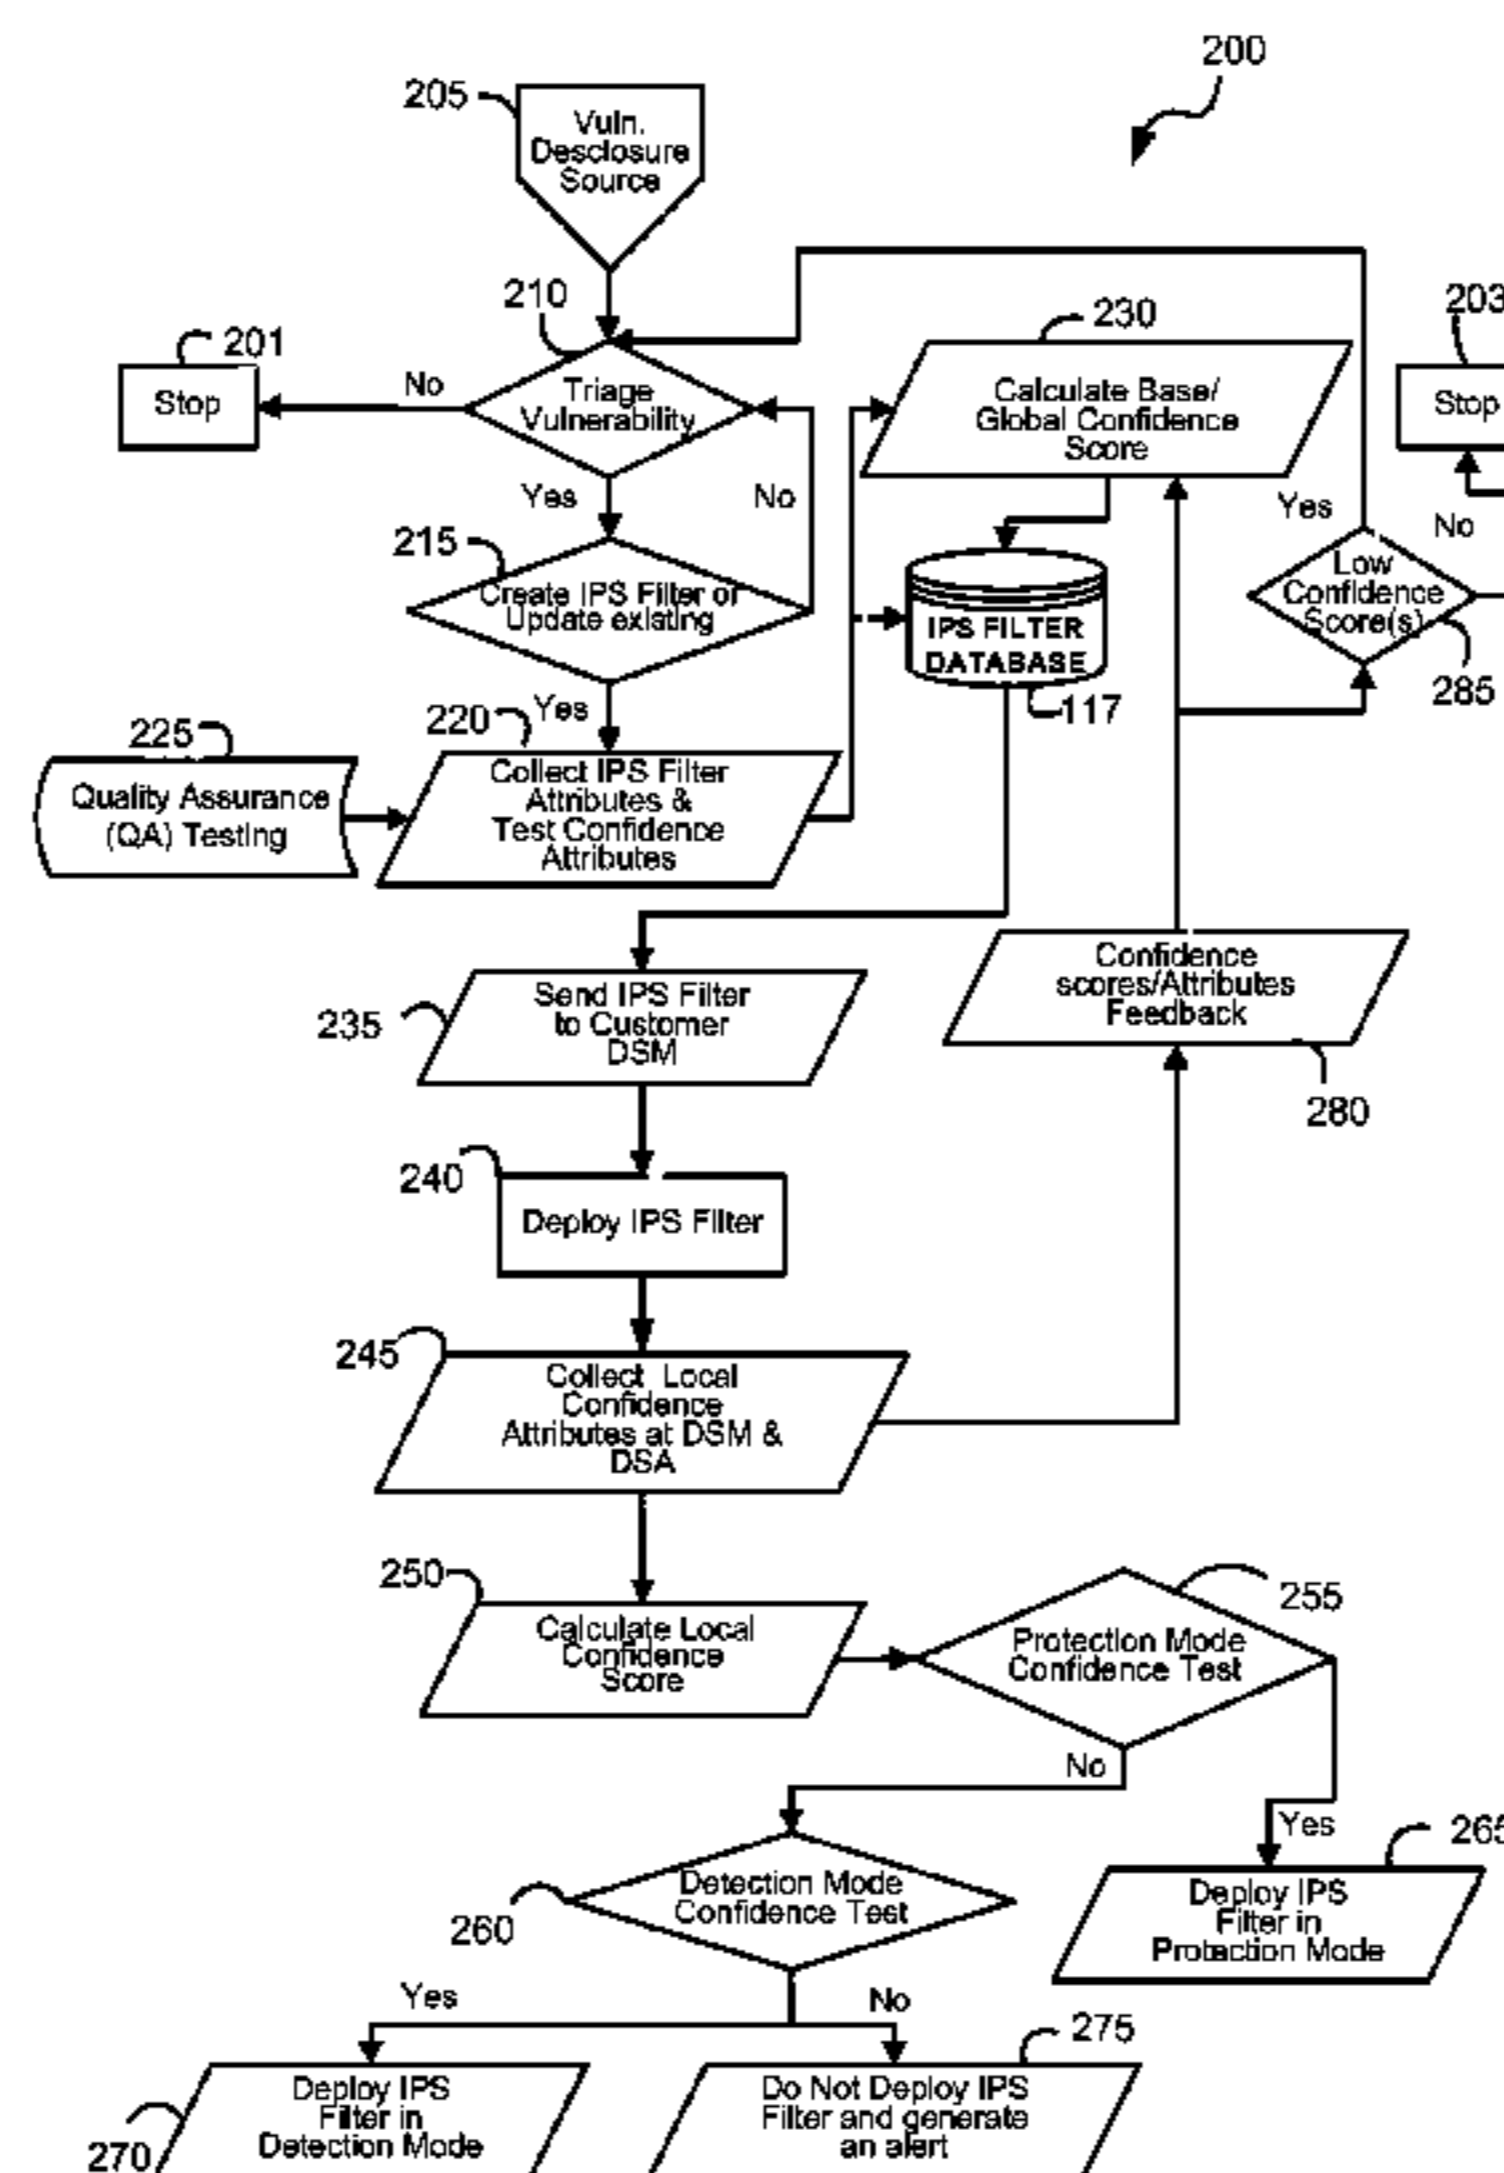 200
205
Vuln.
Desclosure
Source
210
230
203
201
Stop
No
Triage
Vulnerability
Calculate Base/
Global Confidence
Score
Stop
Yes
No
Yes
No
215
Create IPS Filter or
Update existing
IPS FILTER
DATABASE
117
Low
Confidence
Score(s)
285
Yes
220
225
Quality Assurance
(QA) Testing
Collect IPS Filter
Attributes &
Test Confidence
Attributes
Send IPS Filter
to Customer
DSM
235
Confidence
scores/Attributes
Feedback
280
240
Deploy IPS Filter
245
Collect Local
Confidence
Attributes at DSM &
DSA
250
Calculate Local
Confidence
Score
255
Protection Mode
Confidence Test
No
Yes
265
Detection Mode
Confidence Test
260
Deploy IPS
Filter in
Protection Mode
Yes
No
275
Deploy IPS
Filter in
Detection Mode
270
Do Not Deploy IPS
Filter and generate
an alert